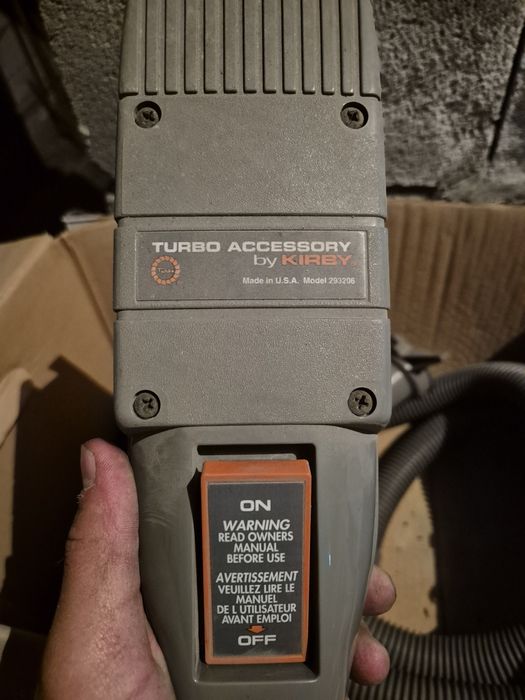 TURBO ACCESSORY
by KIRBY®
Made in U.S.A. Model 293206
ON
WARNING
READ OWNERS
MANUAL
BEFORE USE
AVERTISSEMENT
VEUILLEZ LIRE LE
MANUEL
DE L UTILISATEUR
AVANT EMPLOI
OFF